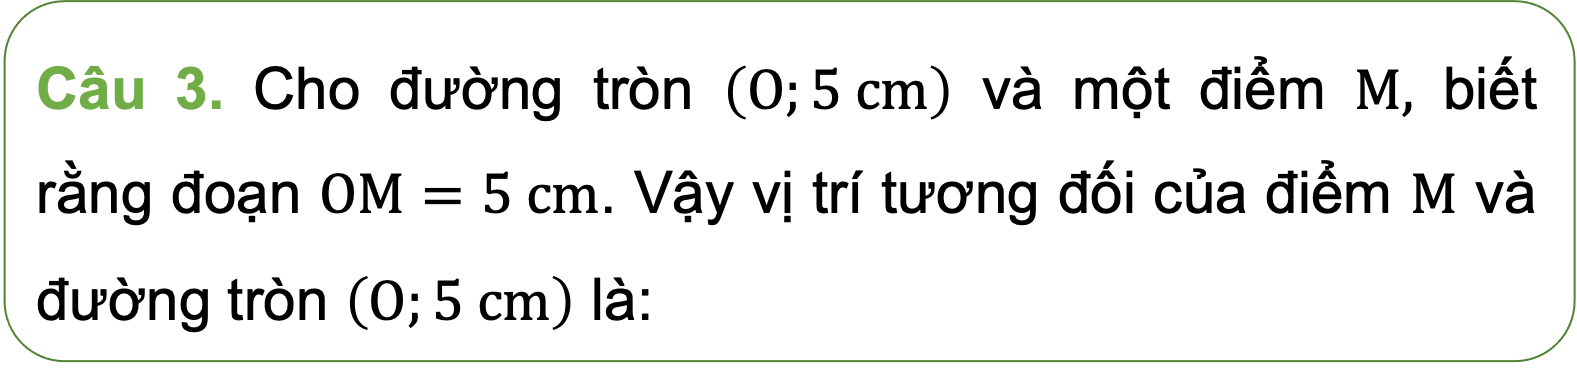 Câu 3. Cho đường tròn (O; 5 cm) và một điểm M, biết
rằng đoạn OM = 5 cm. Vậy vị trí tương đối của điểm M và
đường tròn (O; 5 cm) là: